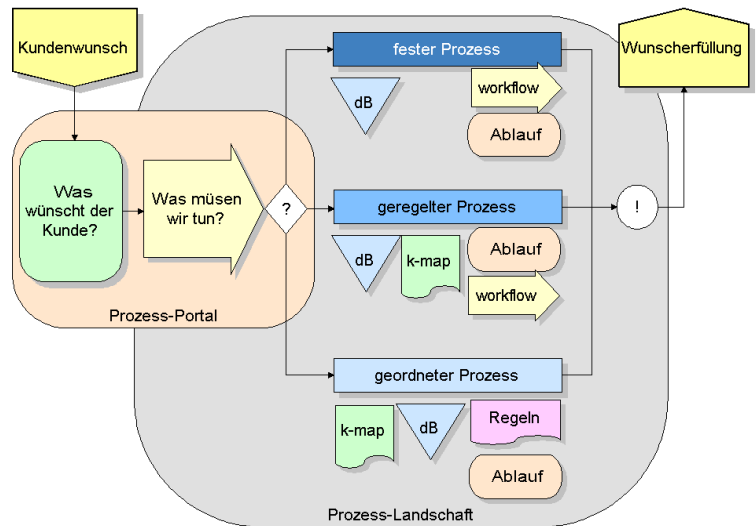 Kundenwunsch
Wunscherfüllung
fester Prozess
dB
workflow
Ablauf
Was
wünscht der
Kunde?
Was müsen
wir tun?
?
geregelter Prozess
!
dB
k-map
Ablauf
workflow
Prozess-Portal
geordneter Prozess
k-map
dB
Regeln
Ablauf
Prozess-Landschaft